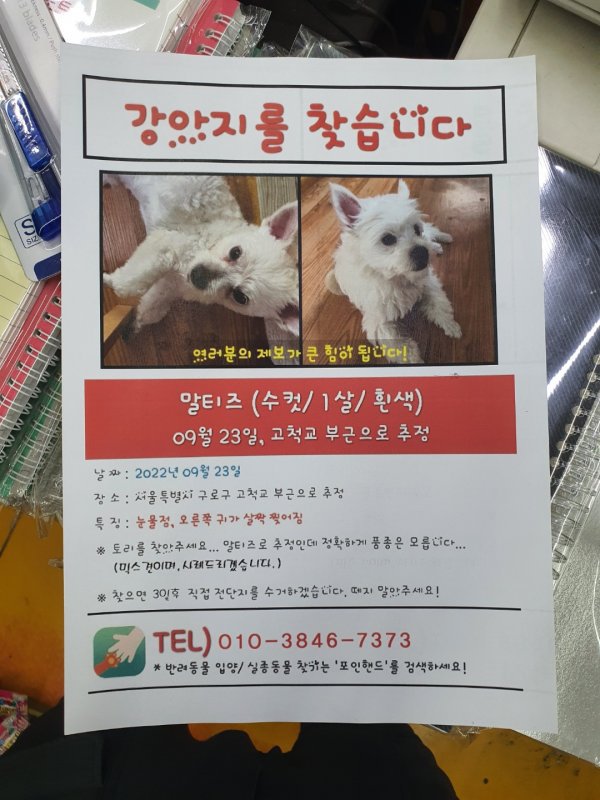 강아지를 찾습니다
여러분의 제보가 큰 힘이 됩니다!
말티즈 (수컷/ 1살/ 흰색)
09월 23일, 고척교 부근으로 추정
날 짜 : 2022년 09월 23일
장 소 : 서울특별시 구로구 고척교 부근으로 추정
특 징 : 눈물점, 오른쪽 귀가 살짝 찢어짐
※ 토리를 찾아주세요... 말티즈로 추정인데 정확하게 품종은 모릅니다...
(믹스견이며, 사례드리겠습니다.)
※ 찾으면 3일후 직접 전단지를 수거하겠습니다. 떼지 말아주세요!
TEL) 010-3846-7373
* 반려동물 입양/ 실종동물 찾기는 '포인핸드'를 검색하세요!
3 blades